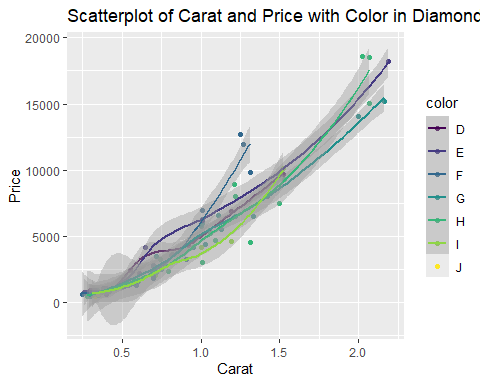 Scatterplot of Carat and Price with Color in Diamond
20000
15000
10000
5000
0
Price
0.5 1.0 1.5 2.0
Carat
color
D
E
F
G
H
I
J